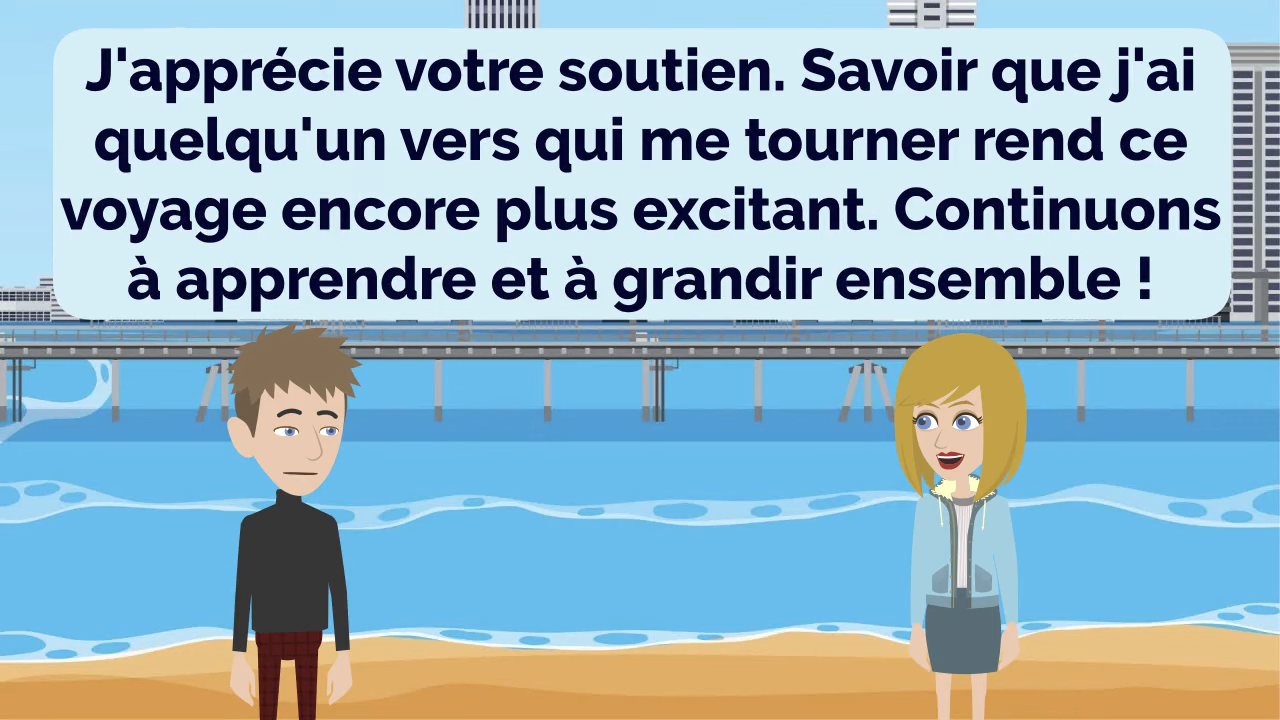 J'apprécie votre soutien. Savoir que j'ai
quelqu'un vers qui me tourner rend ce
voyage encore plus excitant. Continuons
à apprendre et à grandir ensemble !